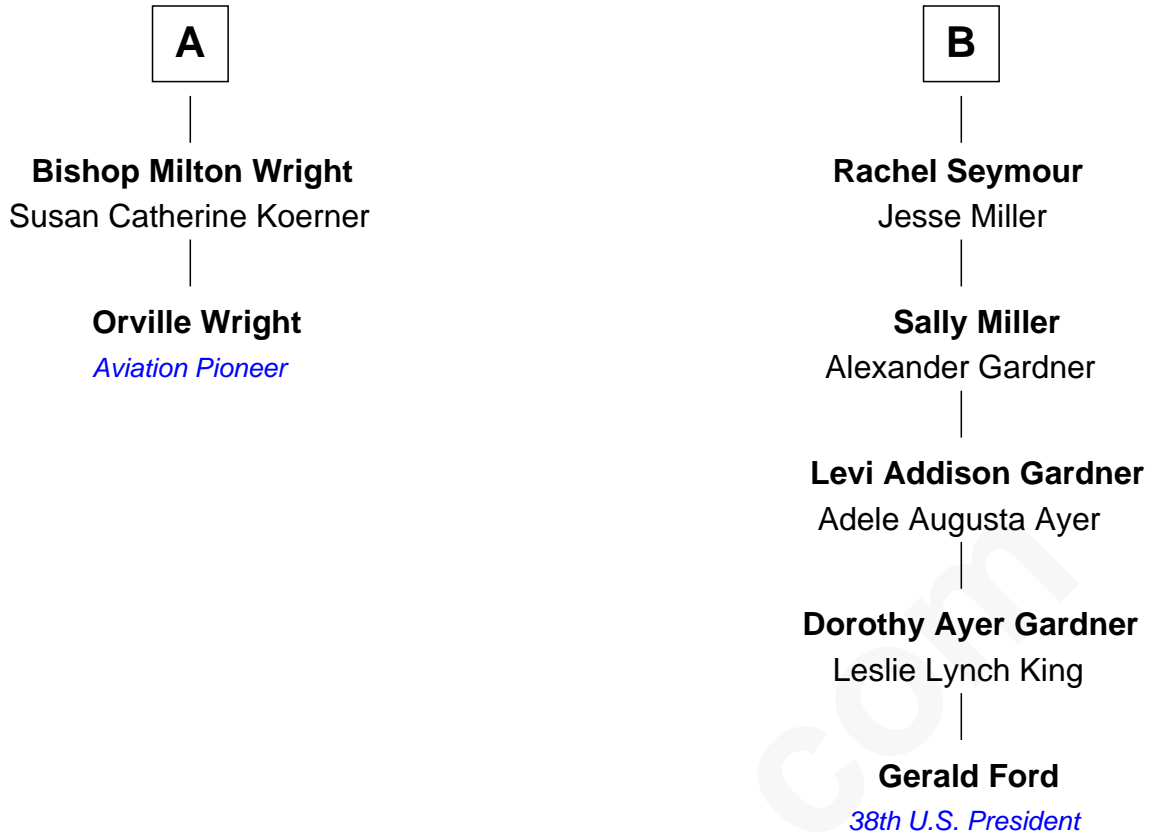 A
Bishop Milton Wright
Susan Catherine Koerner
Orville Wright
Aviation Pioneer
B
Rachel Seymour
Jesse Miller
Sally Miller
Alexander Gardner
Levi Addison Gardner
Adele Augusta Ayer
Dorothy Ayer Gardner
Leslie Lynch King
Gerald Ford
38th U.S. President
com